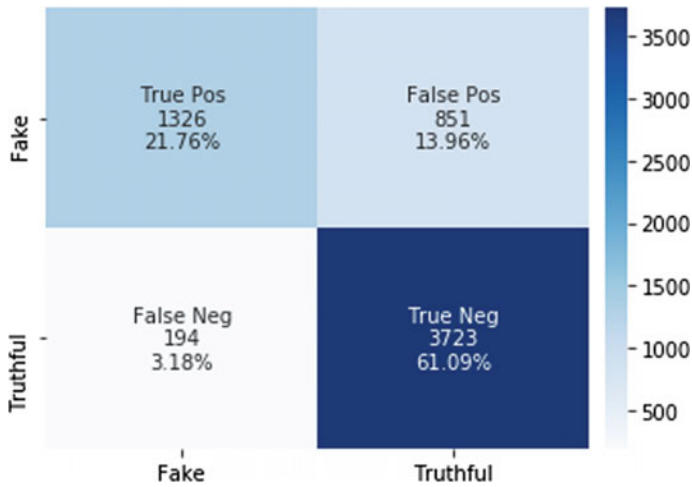 True Pos
1326
21.76%
False Pos
851
13.96%
False Neg
194
3.18%
True Neg
3723
61.09%
Fake
Truthful
Fake
Truthful
3500
3000
2500
2000
1500
1000
500